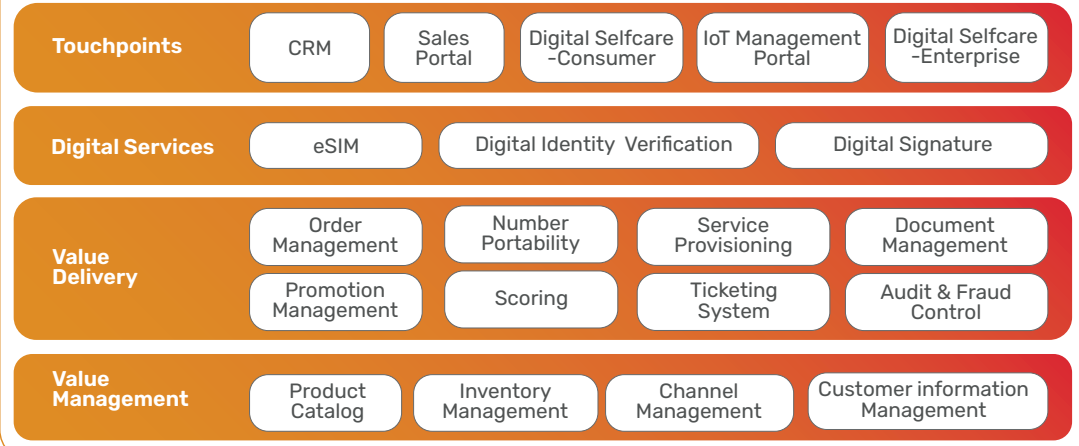 Touchpoints
CRM
Sales
Portal
Digital Selfcare
-Consumer
IoT Management
Portal
Digital Selfcare
-Enterprise
Digital Services
eSIM
Digital Identity Verification
Digital Signature
Value
Delivery
Order
Management
Number
Portability
Service
Provisioning
Document
Management
Promotion
Management
Scoring
Ticketing
System
Audit & Fraud
Control
Value
Management
Product
Catalog
Inventory
Management
Channel
Management
Customer information
Management